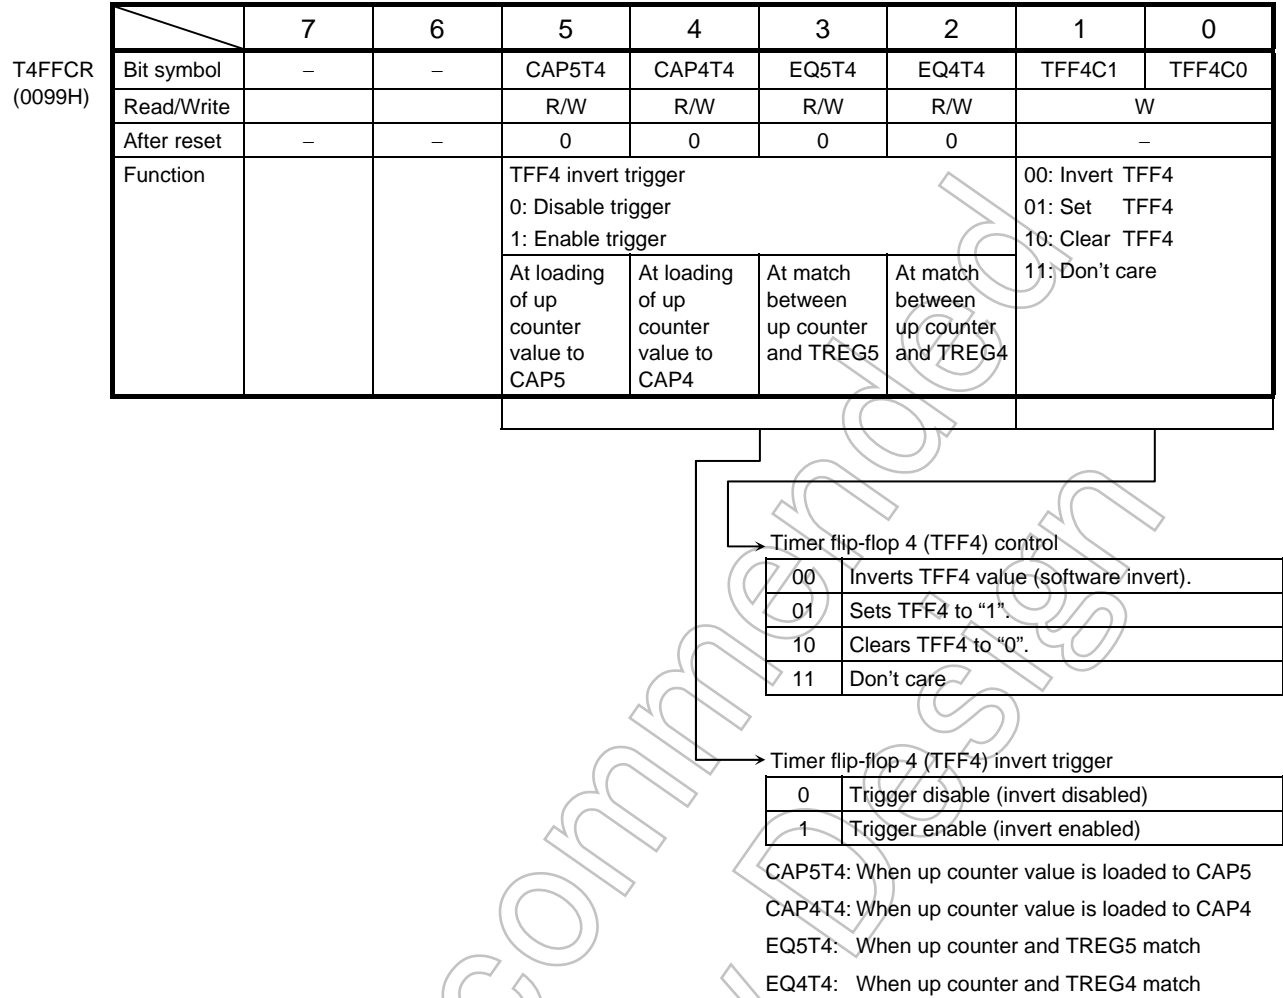 7 6 5 4 3 2 1 0
T4FFCR
(0099H)
Bit symbol – – CAP5T4 CAP4T4 EQ5T4 EQ4T4 TFF4C1 TFF4C0
Read/Write R/W R/W R/W R/W W
After reset – – 0 0 0 0 –
Function
TFF4 invert trigger
0: Disable trigger
1: Enable trigger
At loading
of up
counter
value to
CAP5
At loading
of up
counter
value to
CAP4
At match
between
up counter
and TREG5
At match
between
up counter
and TREG4
00: Invert TFF4
01: Set TFF4
10: Clear TFF4
11: Don't care
Timer flip-flop 4 (TFF4) control
00 Inverts TFF4 value (software invert).
01 Sets TFF4 to “1”.
10 Clears TFF4 to “0”.
11 Don't care
Timer flip-flop 4 (TFF4) invert trigger
0 Trigger disable (invert disabled)
1 Trigger enable (invert enabled)
CAP5T4: When up counter value is loaded to CAP5
CAP4T4: When up counter value is loaded to CAP4
EQ5T4: When up counter and TREG5 match
EQ4T4: When up counter and TREG4 match
commended
Design